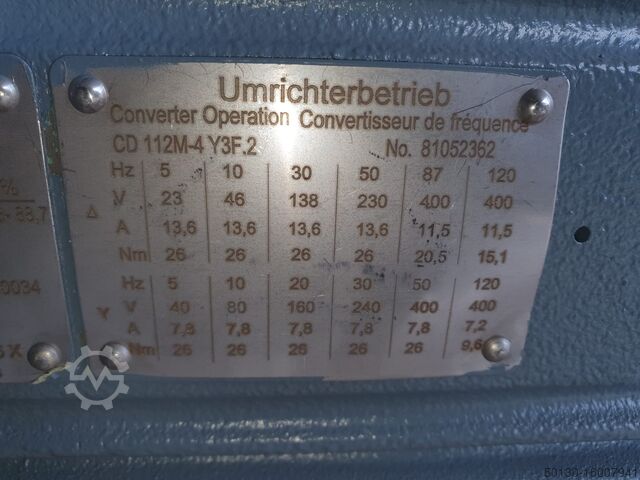 Umrichterbetrieb
Converter Operation Convertisseur de fréquence
CD 112M-4 Y3F.2 No. 81052362
Hz 5 10 30 50 87 120
Δ V 23 46 138 230 400 400
A 13,6 13,6 13,6 13,6 11,5 11,5
Nm 26 26 26 26 20,5 15,1
Hz 5 10 20 30 50 120
Y V 40 80 160 240 400 400
A 7,8 7,8 7,8 7,8 7,8 7,2
Nm 26 26 26 26 26 9,6
%
83,7
0034
X
50130-16007941